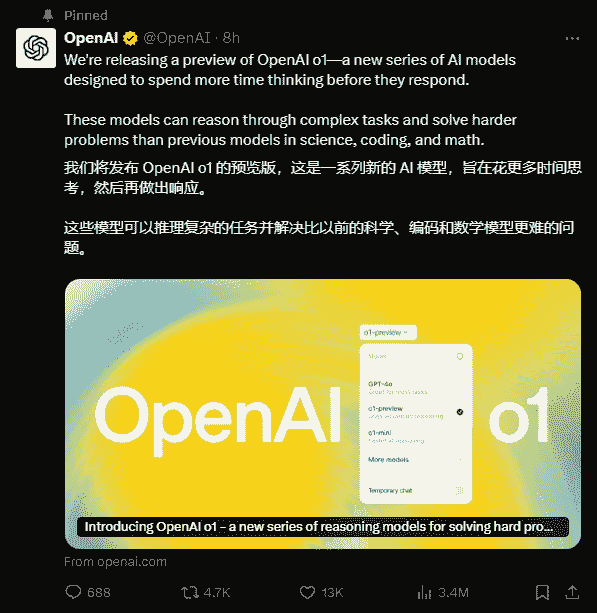 Pinned
OpenAI @OpenAI · 8h
We're releasing a preview of OpenAI o1—a new series of AI models
designed to spend more time thinking before they respond.
These models can reason through complex tasks and solve harder
problems than previous models in science, coding, and math.
我们将发布 OpenAI o1 的预览版，这是一系列新的 AI 模型，旨在花更多时间思
考，然后再做出响应。
这些模型可以推理复杂的任务并解决比以前的科学、编码和数学模型更难的问
题。
o1-preview
OpenAI
o1
GPT-4o
o1-preview
o1-mini
More models
Temporary chat
Introducing OpenAI o1 – a new series of reasoning models for solving hard pro...
From openai.com
688 4.7K 13K 3.4M